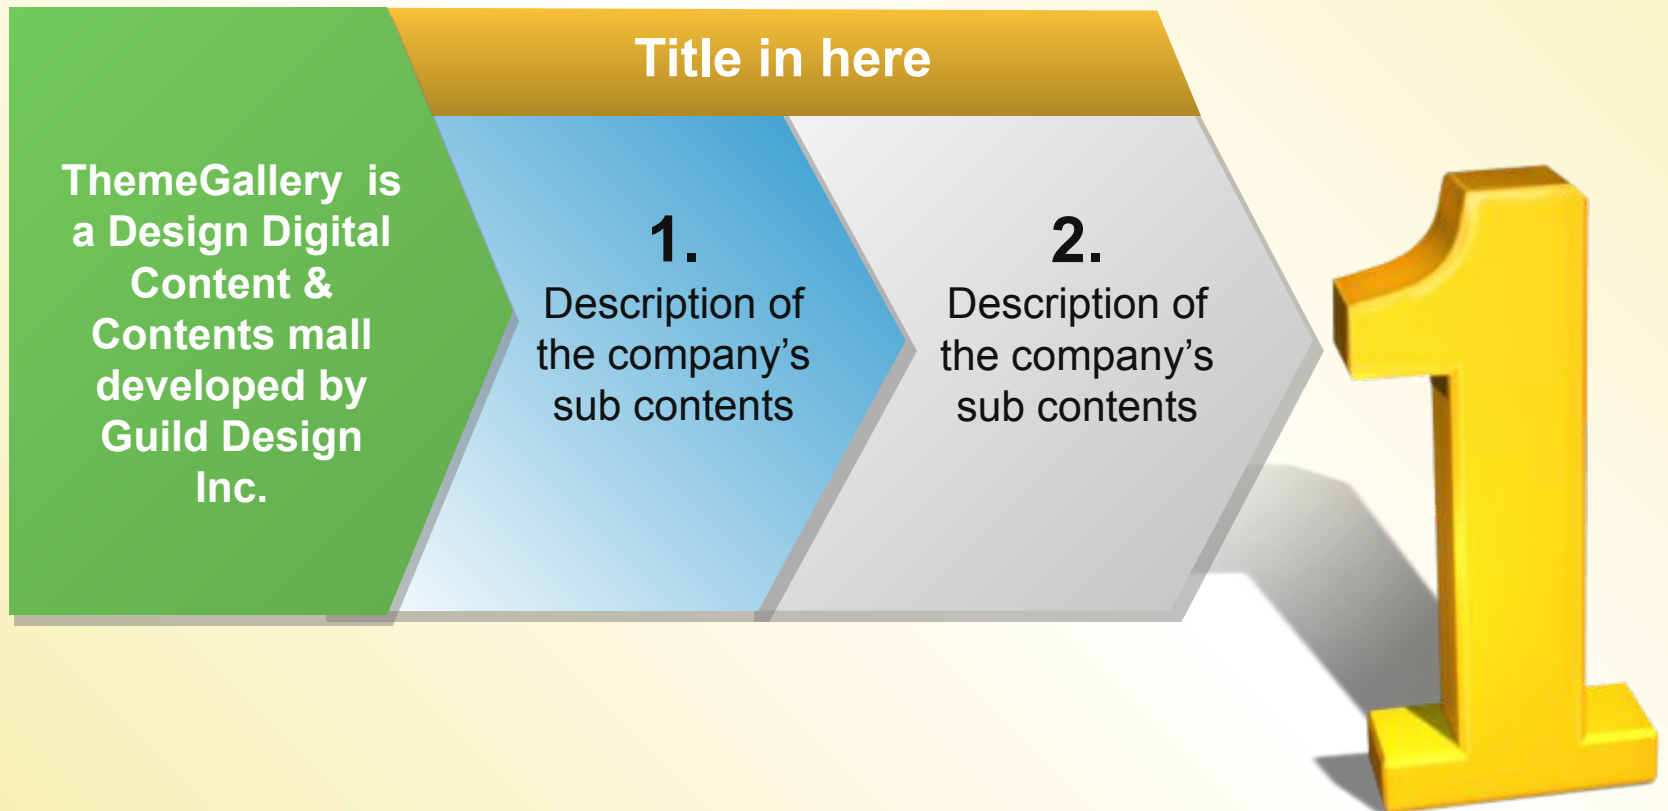 Title in here
ThemeGallery  is
a Design Digital
Content &
Contents mall
developed by
Guild Design
Inc.
1.
Description of
the company’s
sub contents
2.
Description of
the company’s
sub contents
1